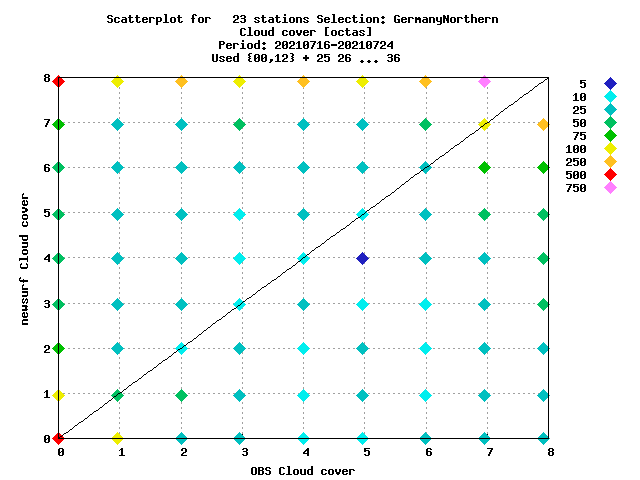 Scatterplot for   23 stations Selection: GermanyNorthern
Cloud cover [octas]
Period: 20210716-20210724
Used {00,12} + 25 26 ... 36
8
7
6
5
4
3
2
1
0
newsurf Cloud cover
0 1 2 3 4 5 6 7 8
OBS Cloud cover
5
10
25
50
75
100
250
500
750